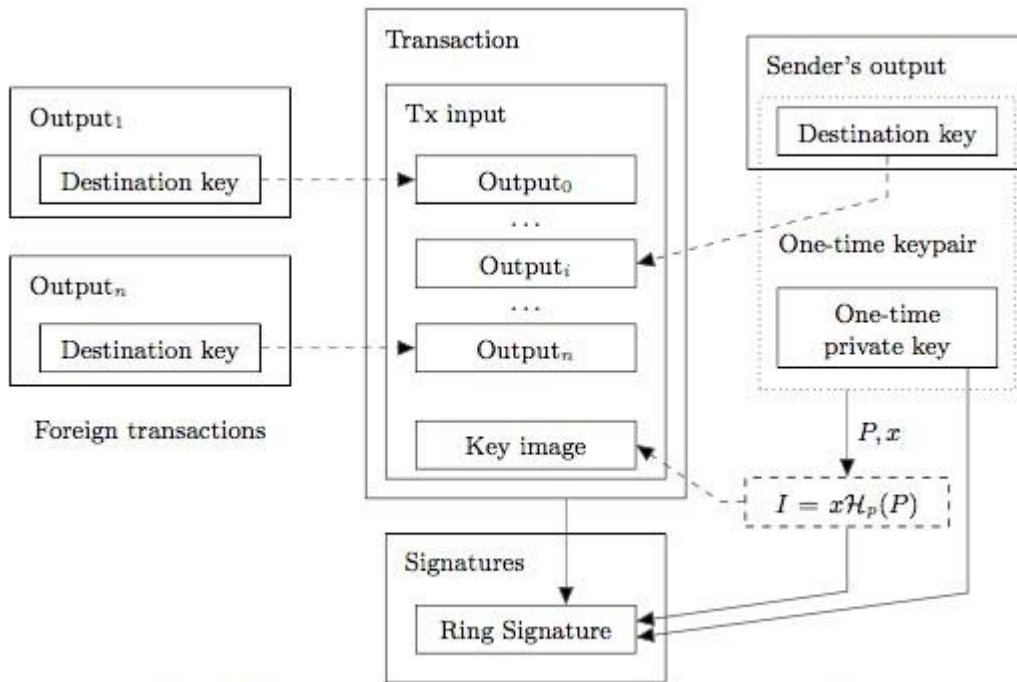 Output₁
Destination key
Outputₙ
Destination key
Foreign transactions
Transaction
Tx input
Output₀
...
Outputᵢ
...
Outputₙ
Key image
Signatures
Ring Signature
Sender's output
Destination key
One-time keypair
One-time
private key
P, x
I = xℋₚ(P)